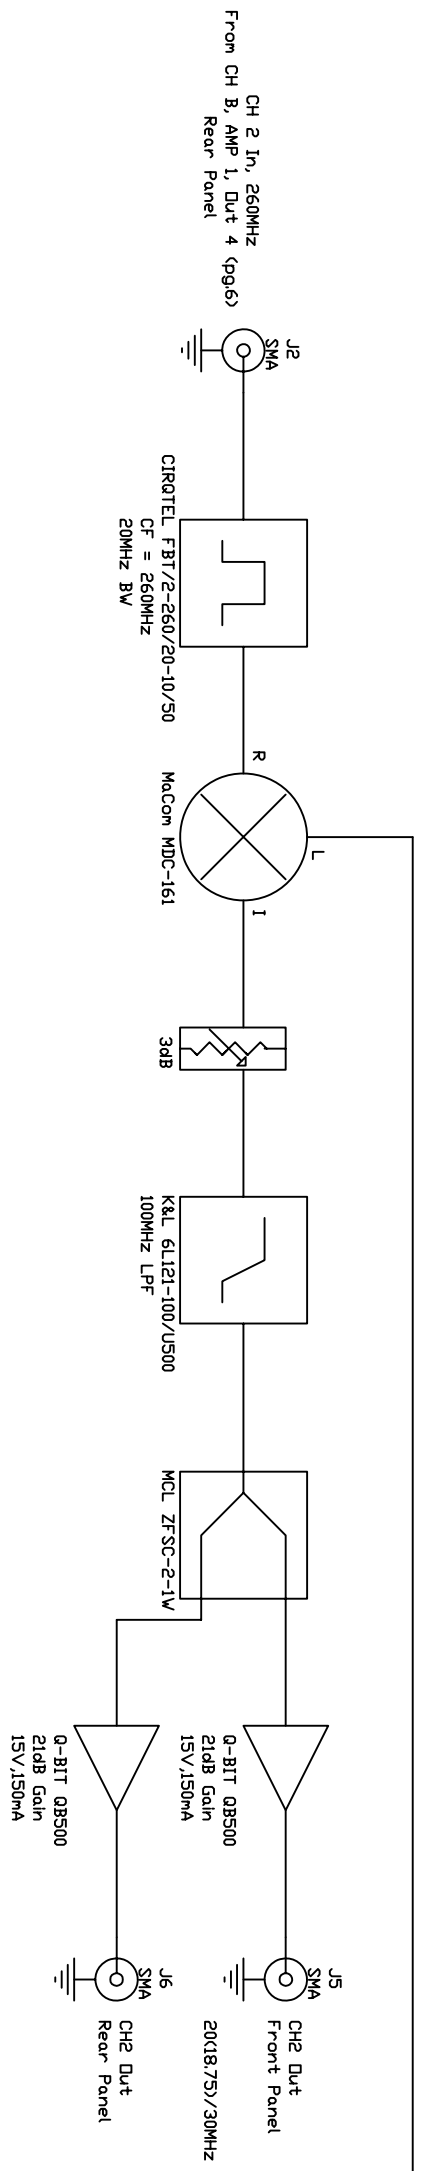 CH 2 In, 260MHz
From CH B, AMP 1, Out 4 (pg.6)
Rear Panel
J2
SMA
CIRQTEL FBT/2-260/20-10/50
CF = 260MHz
20MHz BW
R
L
I
MaCom MDC-161
3dB
K&L 6L121-100/U500
100MHz LPF
MCL ZFSC-2-1W
Q-BIT QB500
21dB Gain
15V,150mA
Q-BIT QB500
21dB Gain
15V,150mA
J5
SMA
CH2 Out
Front Panel
20(18.75)/30MHz
J6
SMA
CH2 Out
Rear Panel